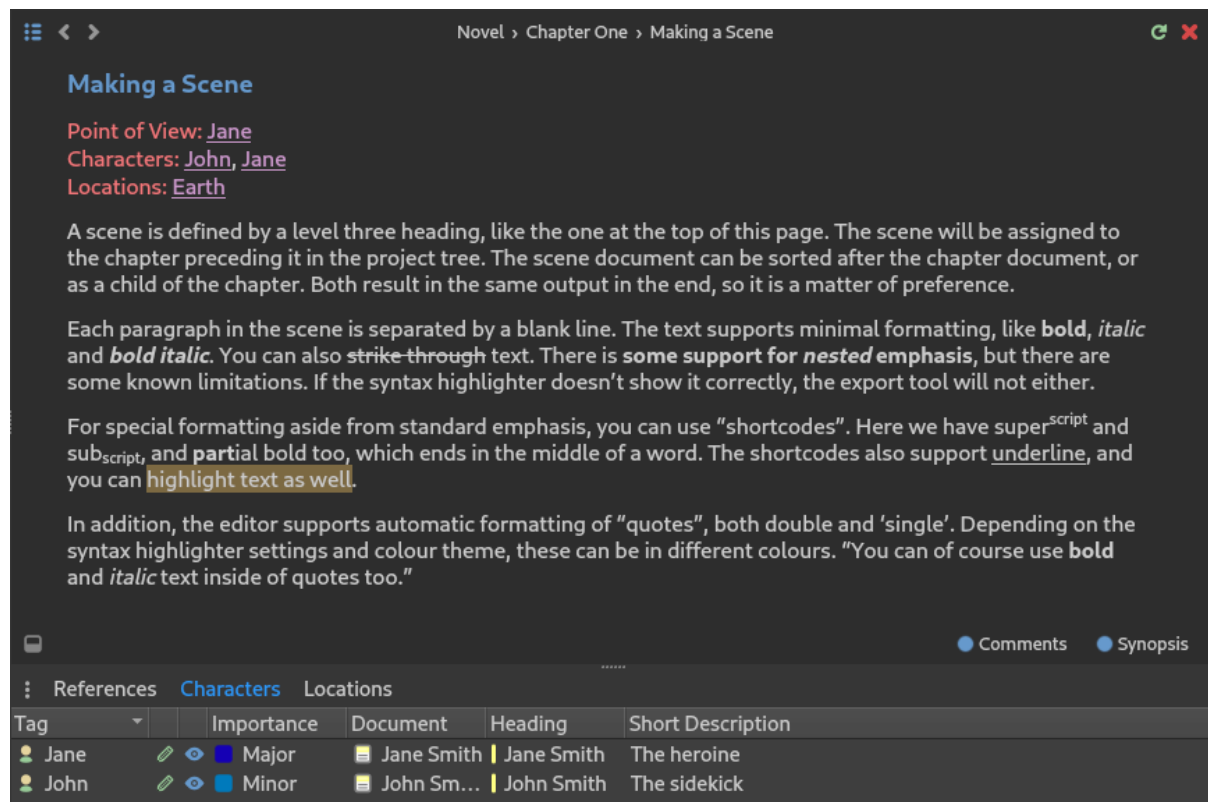 Novel › Chapter One › Making a Scene
Making a Scene
Point of View: Jane
Characters: John, Jane
Locations: Earth
A scene is defined by a level three heading, like the one at the top of this page. The scene will be assigned to
the chapter preceding it in the project tree. The scene document can be sorted after the chapter document, or
as a child of the chapter. Both result in the same output in the end, so it is a matter of preference.
Each paragraph in the scene is separated by a blank line. The text supports minimal formatting, like bold, italic
and bold italic. You can also strike through text. There is some support for nested emphasis, but there are
some known limitations. If the syntax highlighter doesn’t show it correctly, the export tool will not either.
For special formatting aside from standard emphasis, you can use “shortcodes”. Here we have superscript and
subscript, and partial bold too, which ends in the middle of a word. The shortcodes also support underline, and
you can highlight text as well.
In addition, the editor supports automatic formatting of “quotes”, both double and ‘single’. Depending on the
syntax highlighter settings and colour theme, these can be in different colours. “You can of course use bold
and italic text inside of quotes too.”
Comments Synopsis
References Characters Locations
Tag Importance Document Heading Short Description
Jane Major Jane Smith Jane Smith The heroine
John Minor John Sm... John Smith The sidekick